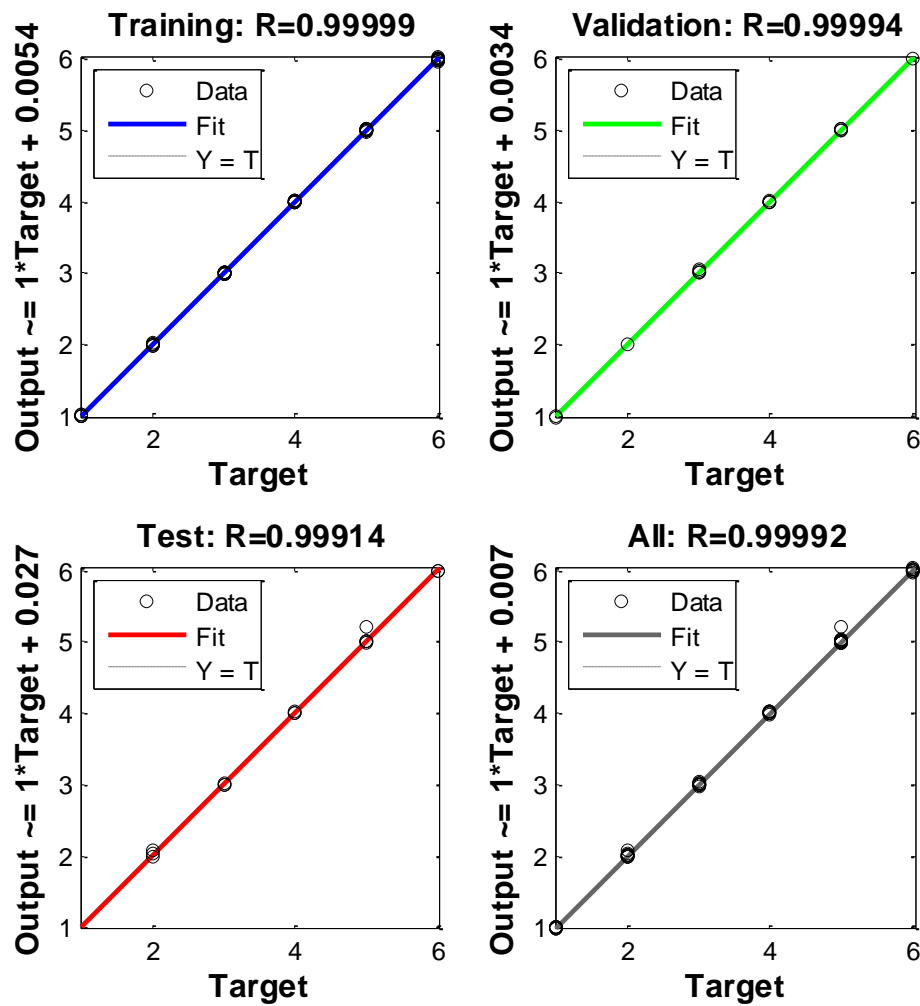 Training: R=0.99999
Output ~= 1*Target + 0.0054
6
5
4
3
2
1
Data
Fit
Y = T
2
4
6
Target
Validation: R=0.99994
Output ~= 1*Target + 0.0034
6
5
4
3
2
1
Data
Fit
Y = T
2
4
6
Target
Test: R=0.99914
Output ~= 1*Target + 0.027
6
5
4
3
2
1
Data
Fit
Y = T
2
4
6
Target
All: R=0.99992
Output ~= 1*Target + 0.007
6
5
4
3
2
1
Data
Fit
Y = T
2
4
6
Target